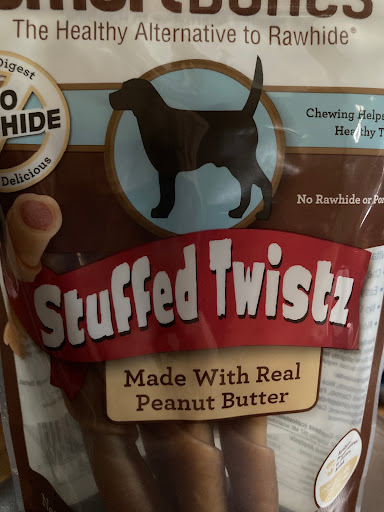 The Healthy Alternative to Rawhide®
Digest
HIDE
Delicious
Chewing Helps
Healthy T
No Rawhide or Po
Stuffed Twistz
Made With Real
Peanut Butter